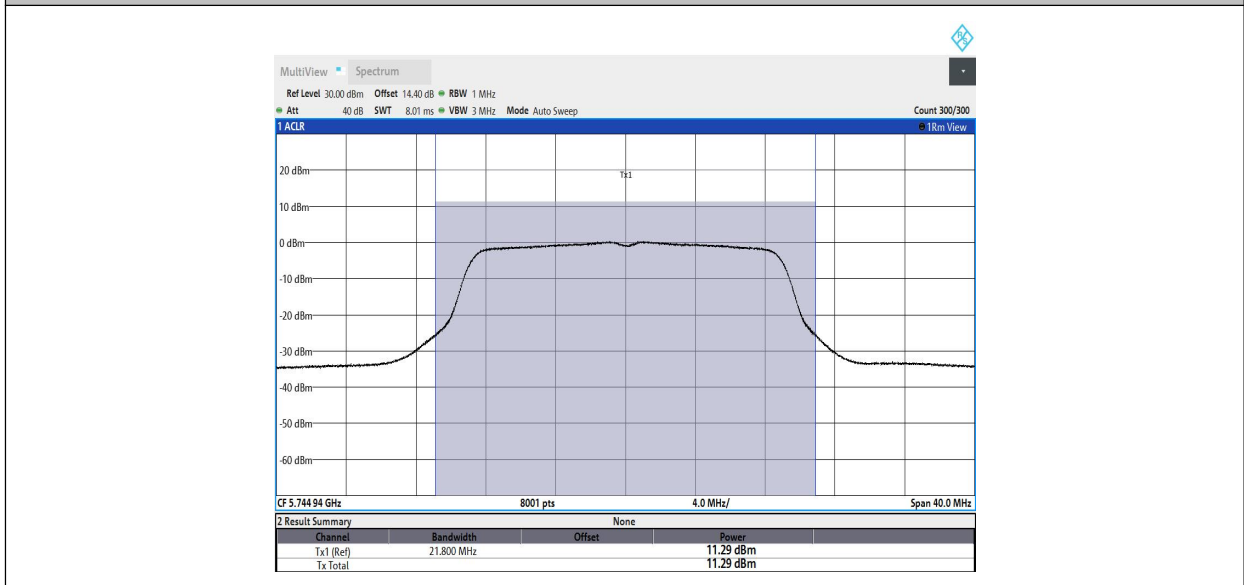 R&S
MultiView Spectrum
Ref Level 30.00 dBm Offset 14.40 dB RBW 1 MHz
Att 40 dB SWT 8.01 ms VBW 3 MHz Mode Auto Sweep Count 300/300
1 ACLR 1Rm View
20 dBm
Tx1
10 dBm
0 dBm
-10 dBm
-20 dBm
-30 dBm
-40 dBm
-50 dBm
-60 dBm
CF 5.744 94 GHz 8001 pts 4.0 MHz/ Span 40.0 MHz
2 Result Summary None
Channel Bandwidth Offset Power
Tx1 (Ref) 21.800 MHz 11.29 dBm
Tx Total 11.29 dBm